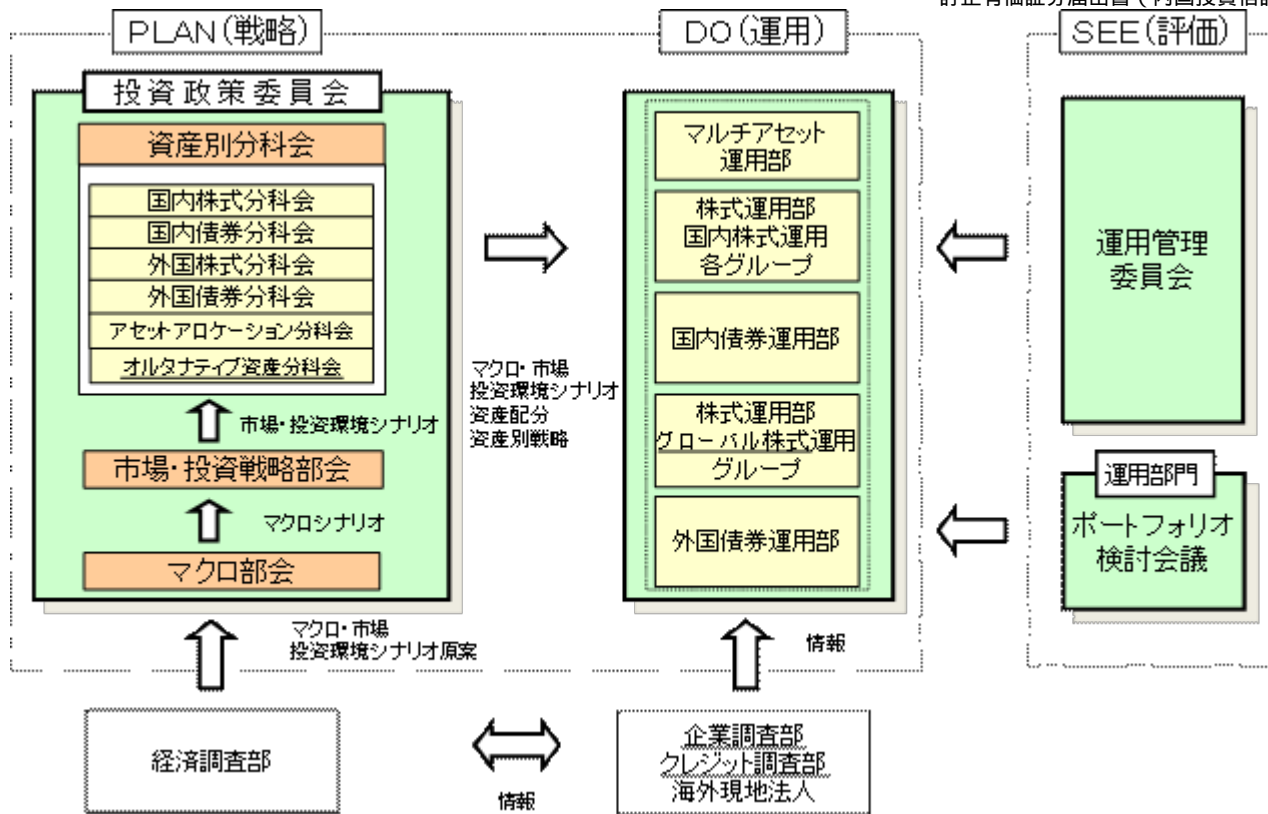 訂正有価証券届出書(内国投資信託
PLAN(戦略)
投資政策委員会
資産別分科会
国内株式分科会
国内債券分科会
外国株式分科会
外国債券分科会
アセットアロケーション分科会
オルタナティブ資産分科会
市場・投資環境シナリオ
市場・投資戦略部会
マクロシナリオ
マクロ部会
マクロ・市場
投資環境シナリオ原案
経済調査部
マクロ・市場
投資環境シナリオ
資産配分
資産別戦略
情報
DO(運用)
マルチアセット
運用部
株式運用部
国内株式運用
各グループ
国内債券運用部
株式運用部
グローバル株式運用
グループ
外国債券運用部
情報
企業調査部
クレジット調査部
海外現地法人
SEE(評価)
運用管理
委員会
運用部門
ポートフォリオ
検討会議